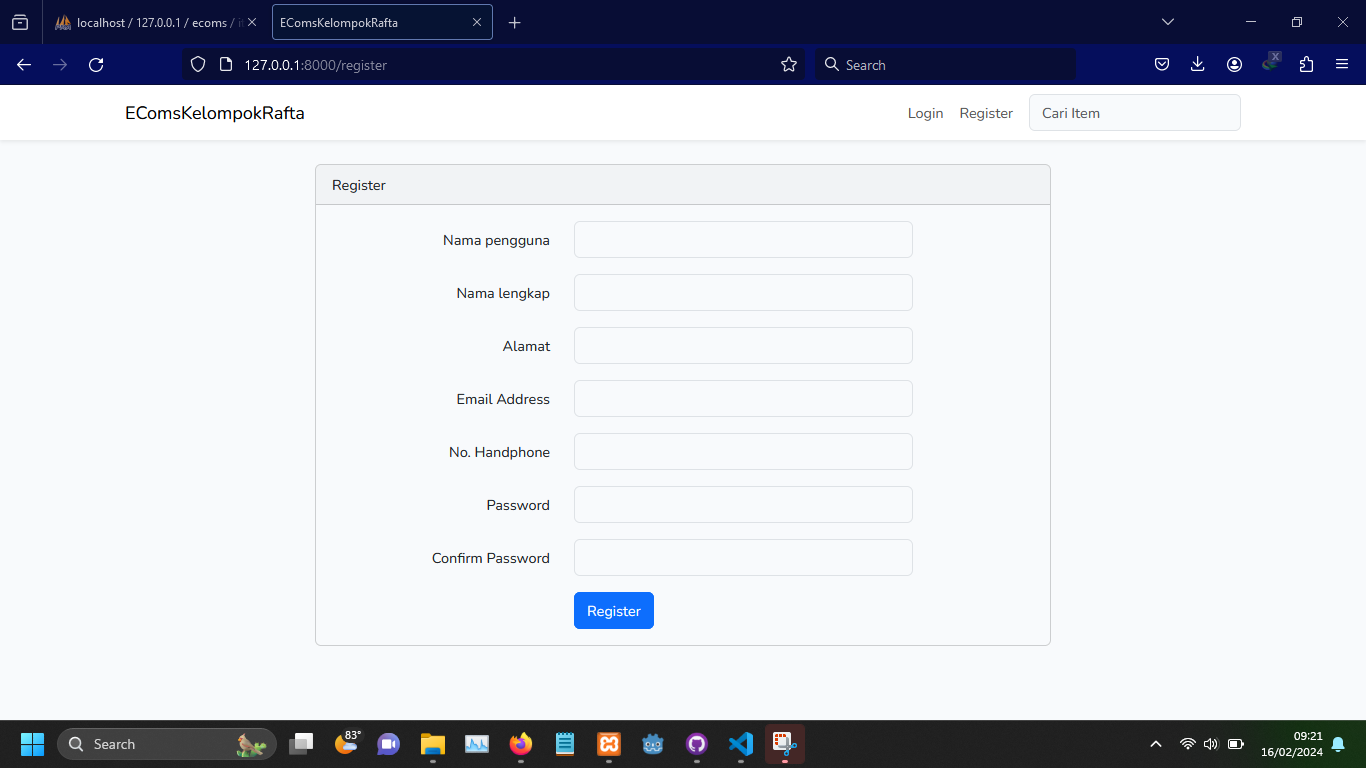 localhost / 127.0.0.1 / ecoms /
EComsKelompokRafta
127.0.0.1:8000/register
Search
X
EComsKelompokRafta
Login
Register
Cari Item
Register
Nama pengguna
Nama lengkap
Alamat
Email Address
No. Handphone
Password
Confirm Password
Register
Search
83°
09:21
16/02/2024